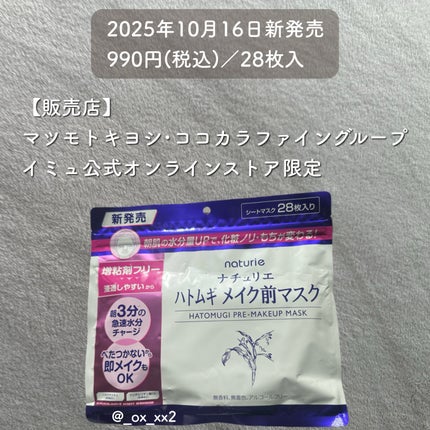 2025年10月16日新発売
990円(税込)／28枚入
【販売店】
マツモトキヨシ・ココカラファイングループ
イミュ公式オンラインストア限定
新発売
シートマスク 28枚入り
朝肌の水分量UPで、化粧ノリ・もちが変わる!
naturie
増粘剤フリー
浸透しやすいから
ナチュリエ
ハトムギ メイク前マスク
HATOMUGI PRE-MAKEUP MASK
朝3分の
急速水分
チャージ
べたつかない
即メイクも
OK
無香料、無着色、アルコールフリー
@_ox_xx2